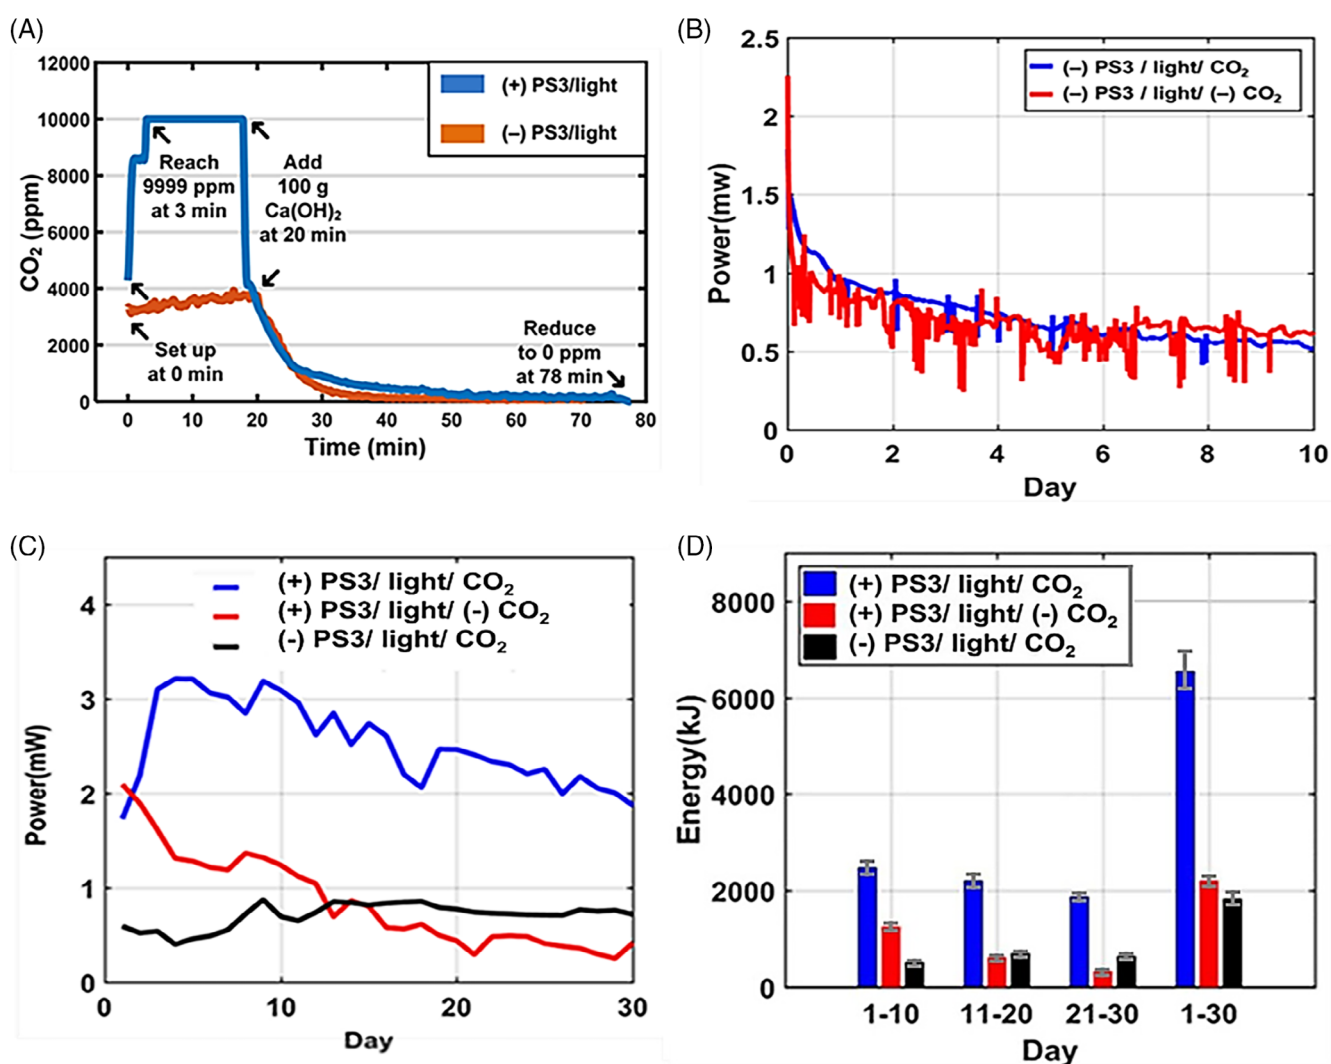 (A)
12000
10000
8000
6000
4000
2000
0
CO₂ (ppm)
(+) PS3/light
(–) PS3/light
Reach
9999 ppm
at 3 min
Add
100 g
Ca(OH)₂
at 20 min
Set up
at 0 min
Reduce
to 0 ppm
at 78 min
0 10 20 30 40 50 60 70 80
Time (min)
(B)
2.5
2
1.5
1
0.5
0
Power(mw)
(–) PS3 / light/ CO₂
(–) PS3 / light/ (–) CO₂
0 2 4 6 8 10
Day
(C)
4
3
2
1
0
Power(mW)
(+) PS3/ light/ CO₂
(+) PS3/ light/ (-) CO₂
(-) PS3/ light/ CO₂
0 10 20 30
Day
(D)
8000
6000
4000
2000
0
Energy(kJ)
(+) PS3/ light/ CO₂
(+) PS3/ light/ (-) CO₂
(-) PS3/ light/ CO₂
1-10 11-20 21-30 1-30
Day